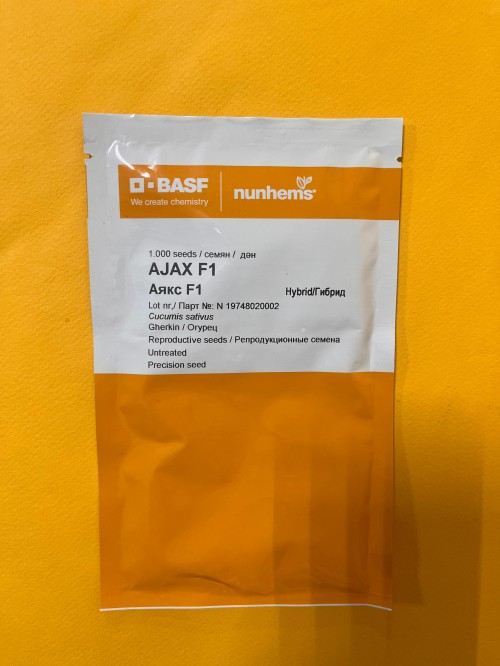 BASF
We create chemistry
nunhems®
1.000 seeds / семян / дән
AJAX F1
Аякс F1 Hybrid/Гибрид
Lot nr./ Парт №: N 19748020002
Cucumis sativus
Gherkin / Огурец
Reproductive seeds / Репродукционные семена
Untreated
Precision seed